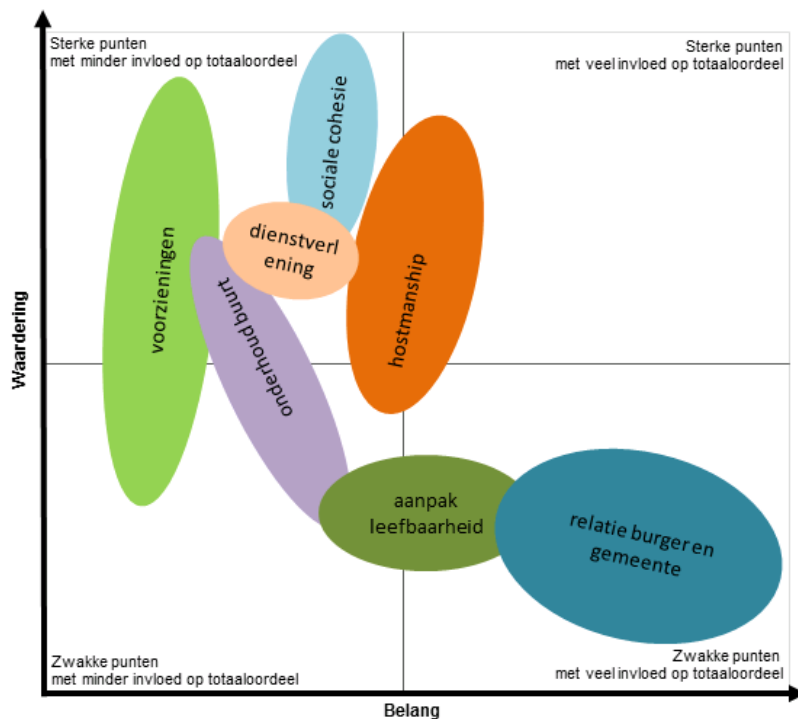 Sterke punten
met minder invloed op totaaloordeel
Sterke punten
met veel invloed op totaaloordeel
sociale cohesie
dienstverl
ening
voorzieningen
hostmanship
onderhoud buurt
Waardering
aanpak
leefbaarheid
relatie burger en
gemeente
Zwakke punten
met minder invloed op totaaloordeel
Zwakke punten
met veel invloed op totaaloordeel
Belang